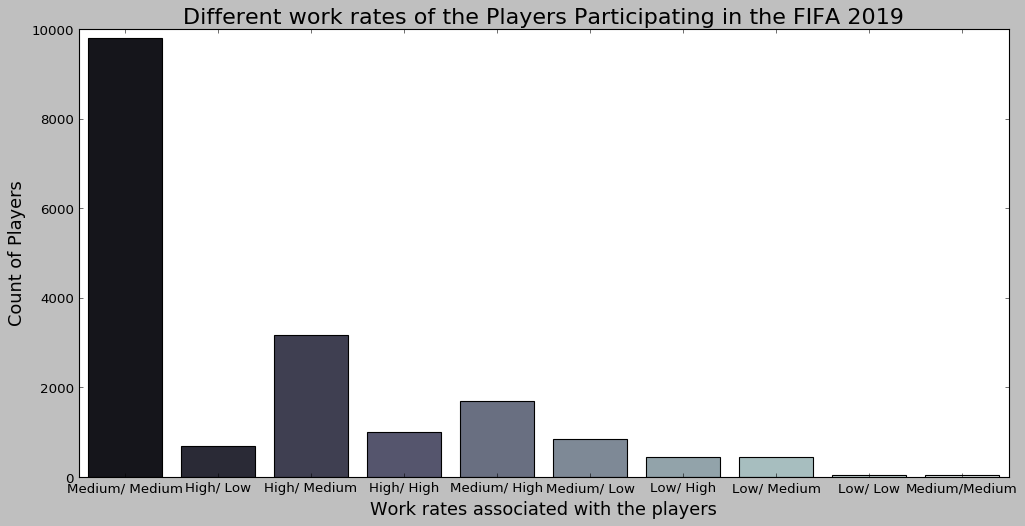 Different work rates of the Players Participating in the FIFA 2019
10000
8000
6000
4000
2000
0
Count of Players
Medium/ Medium High/ Low High/ Medium High/ High Medium/ High Medium/ Low Low/ High Low/ Medium Low/ Low Medium/Medium
Work rates associated with the players